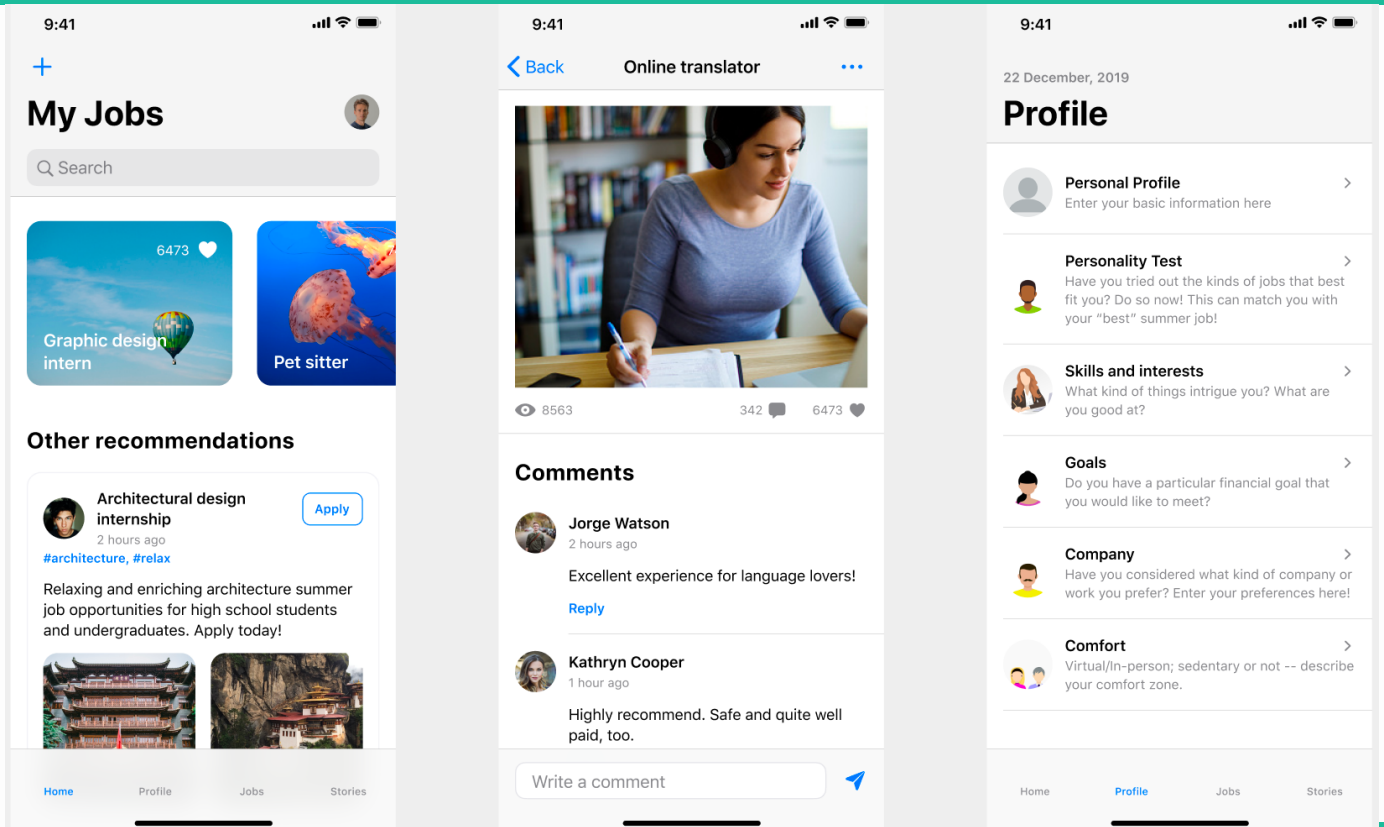 9:41
My Jobs
Search
6473
Graphic design
intern
Pet sitter
Other recommendations
Architectural design
internship
Apply
2 hours ago
#architecture, #relax
Relaxing and enriching architecture summer
job opportunities for high school students
and undergraduates. Apply today!
Home Profile Jobs Stories
9:41
Back Online translator
8563 342 6473
Comments
Jorge Watson
2 hours ago
Excellent experience for language lovers!
Reply
Kathryn Cooper
1 hour ago
Highly recommend. Safe and quite well
paid, too.
Write a comment
9:41
22 December, 2019
Profile
Personal Profile
Enter your basic information here
Personality Test
Have you tried out the kinds of jobs that best
fit you? Do so now! This can match you with
your “best” summer job!
Skills and interests
What kind of things intrigue you? What are
you good at?
Goals
Do you have a particular financial goal that
you would like to meet?
Company
Have you considered what kind of company or
work you prefer? Enter your preferences here!
Comfort
Virtual/In-person; sedentary or not -- describe
your comfort zone.
Home Profile Jobs Stories